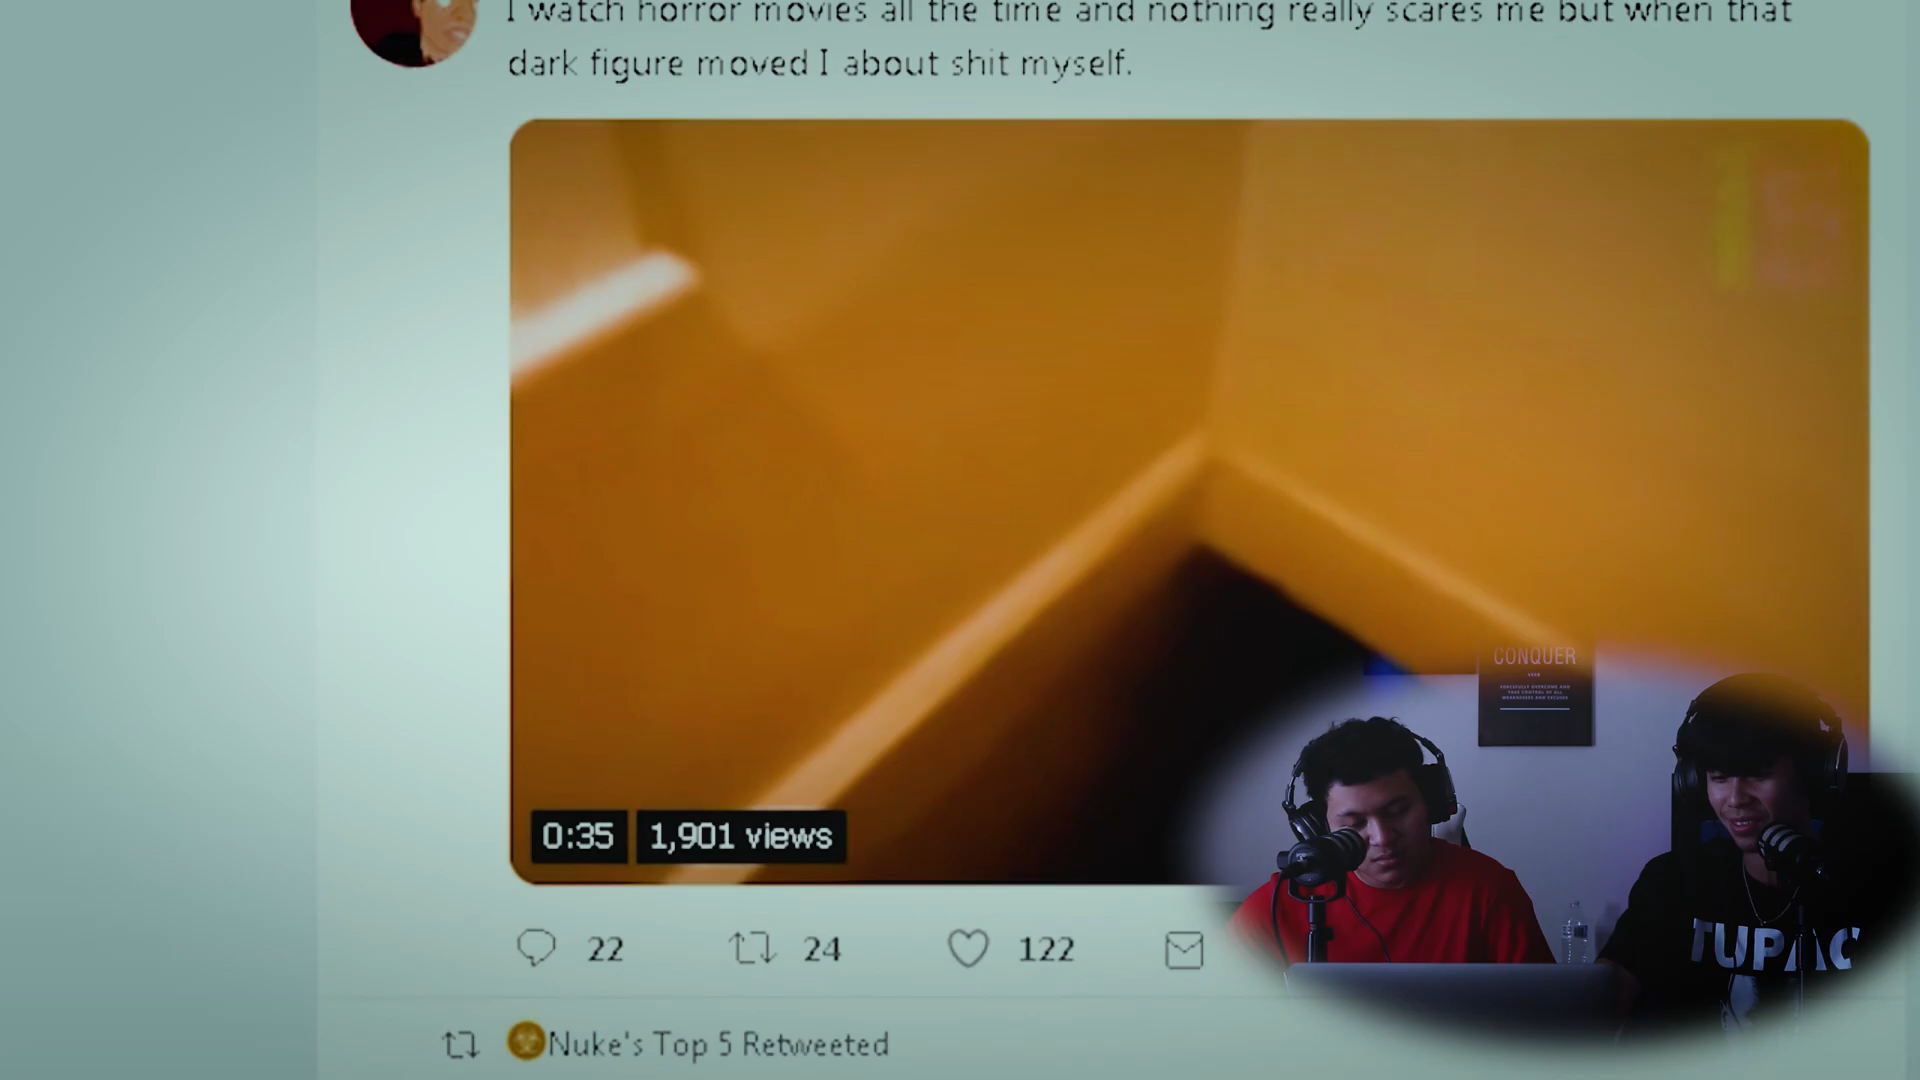 I watch horror movies all the time and nothing really scares me but when that
dark figure moved I about shit myself.
CONQUER
0:35 1,901 views
TUPAC
22 24 122
Nuke's Top 5 Retweeted